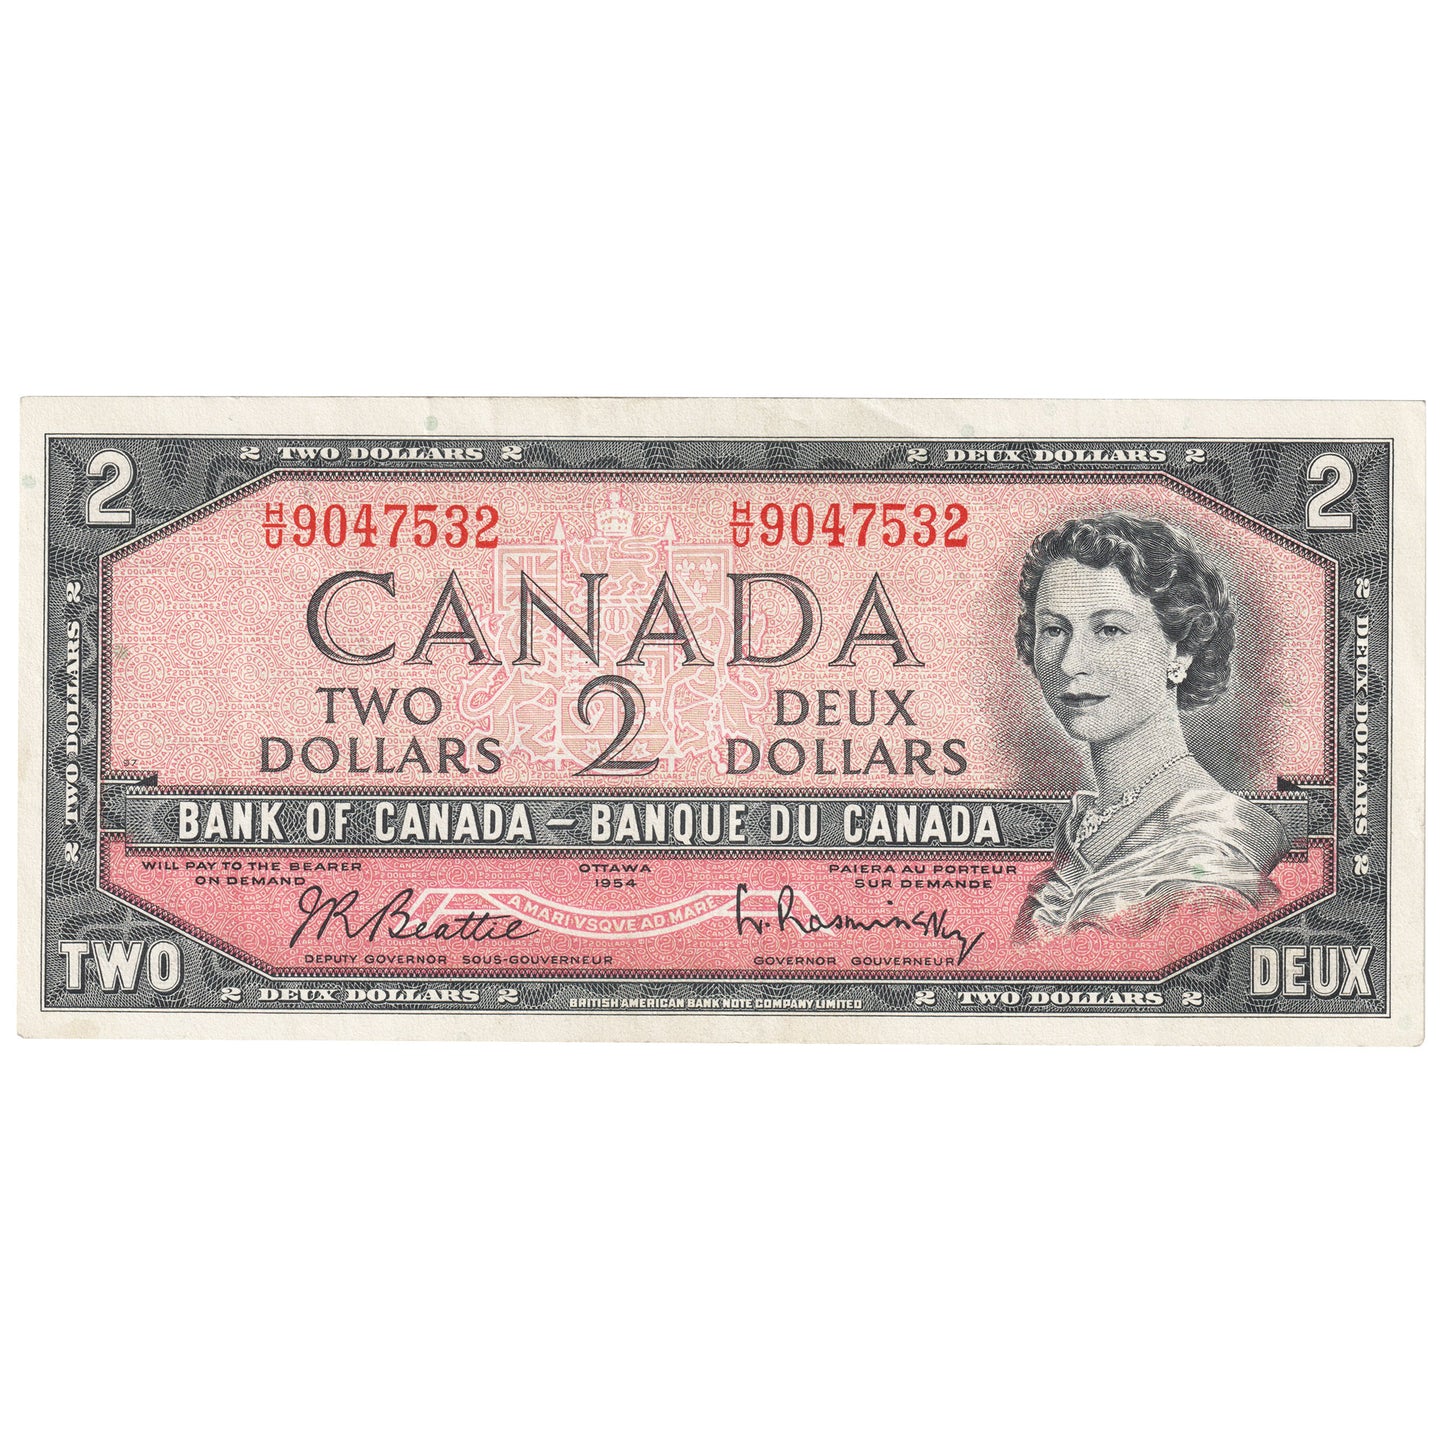 2 2 TWO DOLLARS 2 2 DEUX DOLLARS 2 2
H/U 9047532 H/U 9047532
CANADA
TWO 2 DEUX
DOLLARS DOLLARS
2 TWO DOLLARS 2
2 DEUX DOLLARS 2
BANK OF CANADA – BANQUE DU CANADA
WILL PAY TO THE BEARER OTTAWA PAIERA AU PORTEUR
ON DEMAND 1954 SUR DEMANDE
A MARI VSQVE AD MARE
J R Beattie L. Rasminsky
DEPUTY GOVERNOR SOUS-GOUVERNEUR GOVERNOR GOUVERNEUR
TWO DEUX
2 DEUX DOLLARS 2 BRITISH AMERICAN BANK NOTE COMPANY LIMITED 2 TWO DOLLARS 2